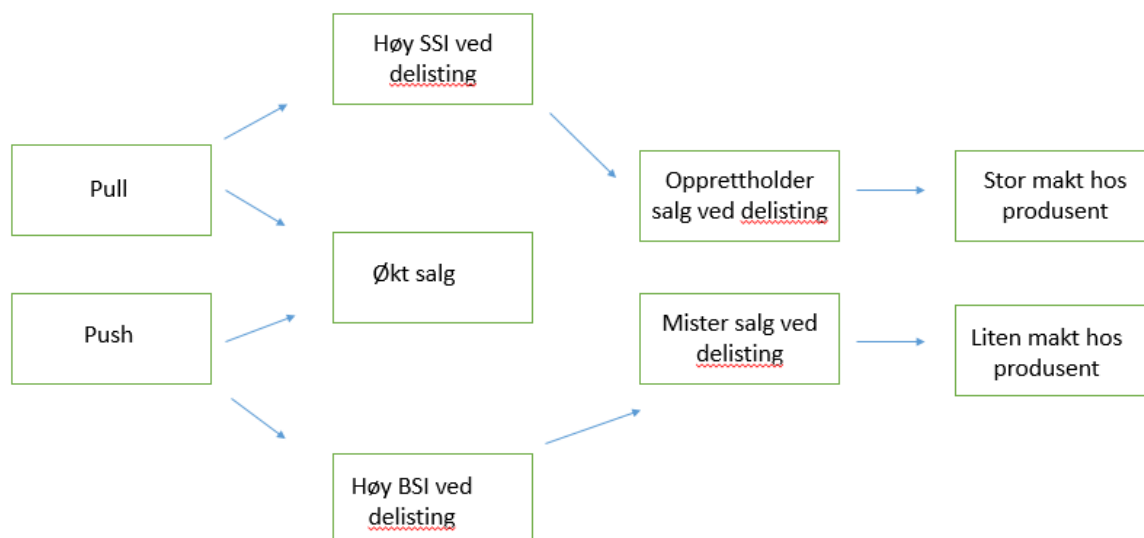 Høy SSI ved
delisting
Pull
Opprettholder
salg ved delisting
Stor makt hos
produsent
Økt salg
Push
Mister salg ved
delisting
Liten makt hos
produsent
Høy BSI ved
delisting